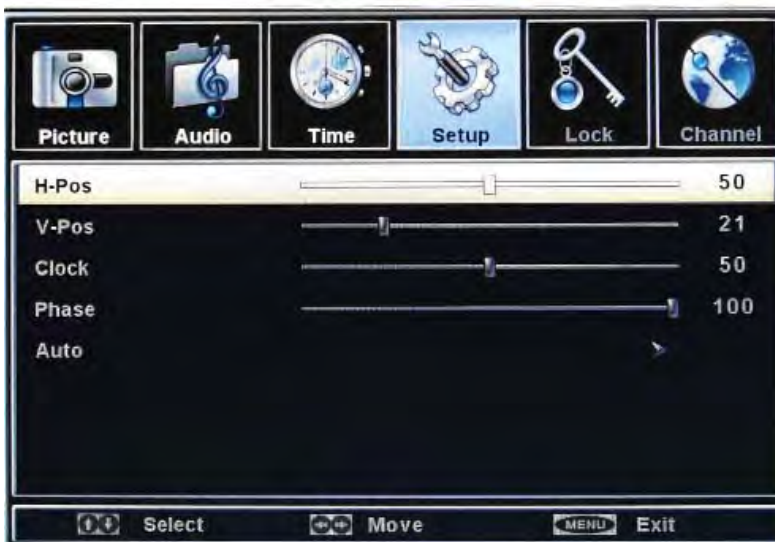 Picture Audio Time Setup Lock Channel
H-Pos 50
V-Pos 21
Clock 50
Phase 100
Auto
Select Move MENU Exit